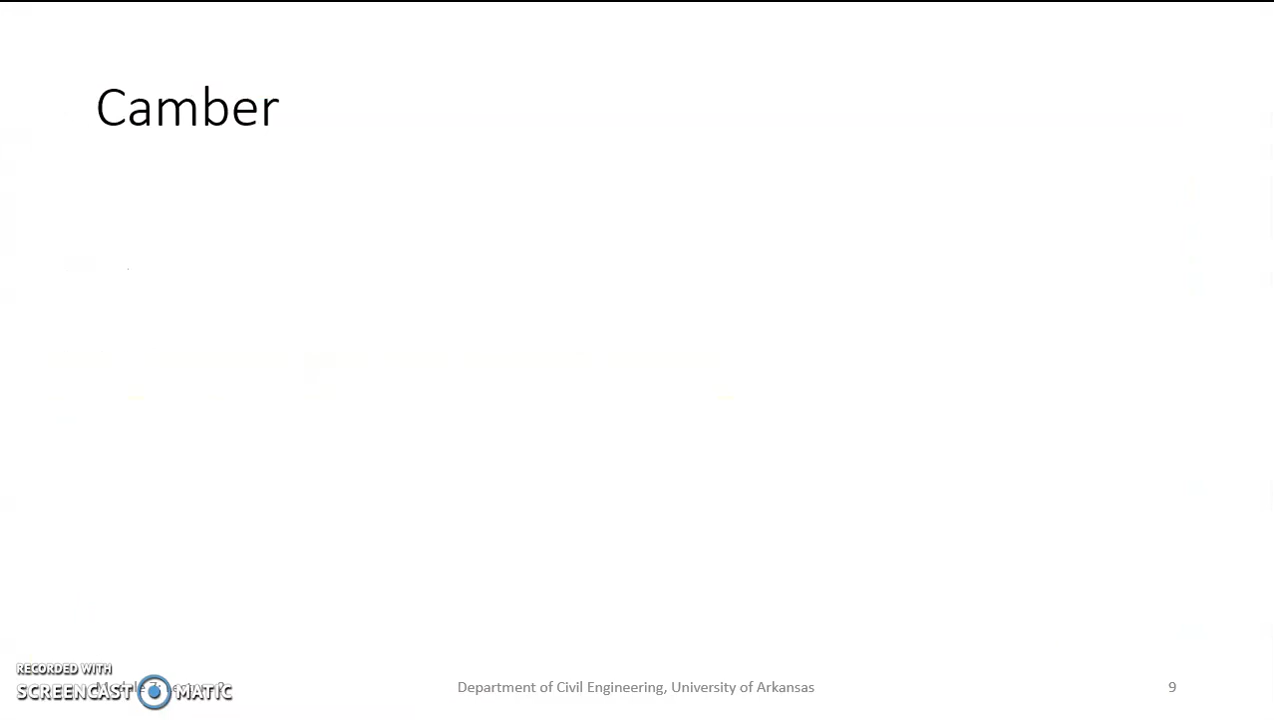 Camber
RECORDED WITH
SCREENCAST MATIC
Department of Civil Engineering, University of Arkansas
9